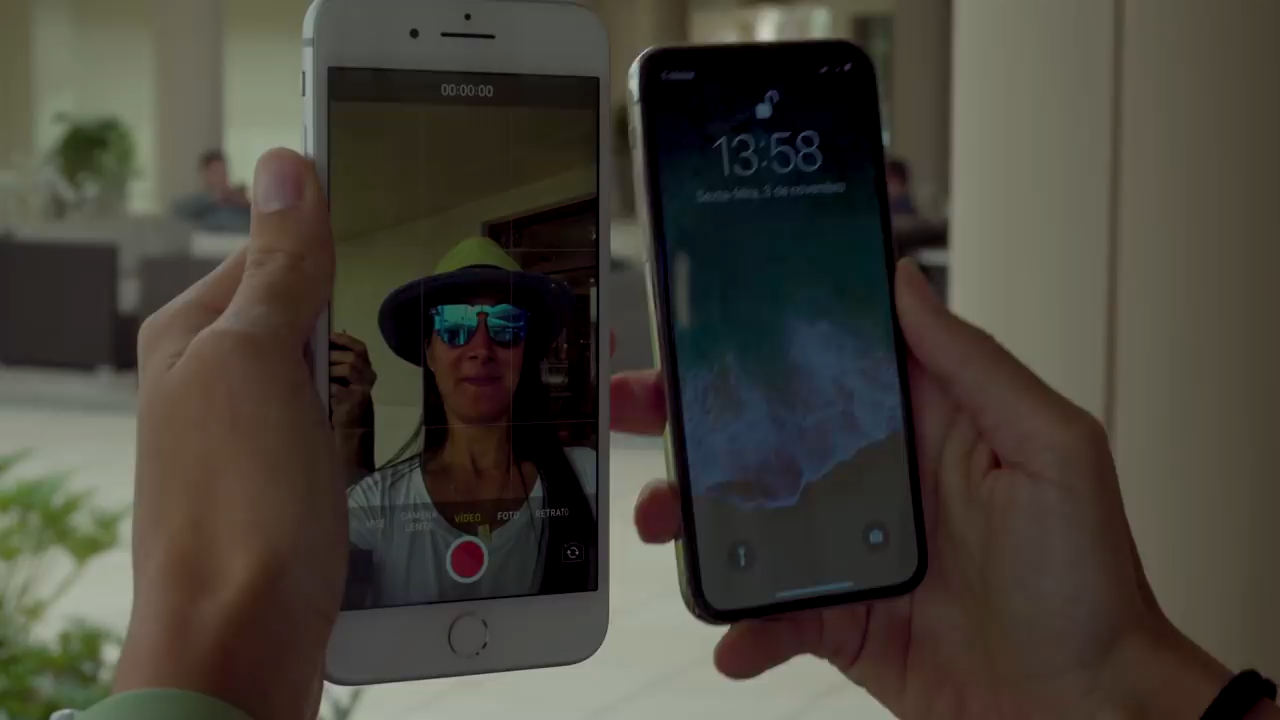 00:00:00
CÂMERA LENTA VÍDEO FOTO RETRATO
13:58
Sexta-feira, 3 de novembro